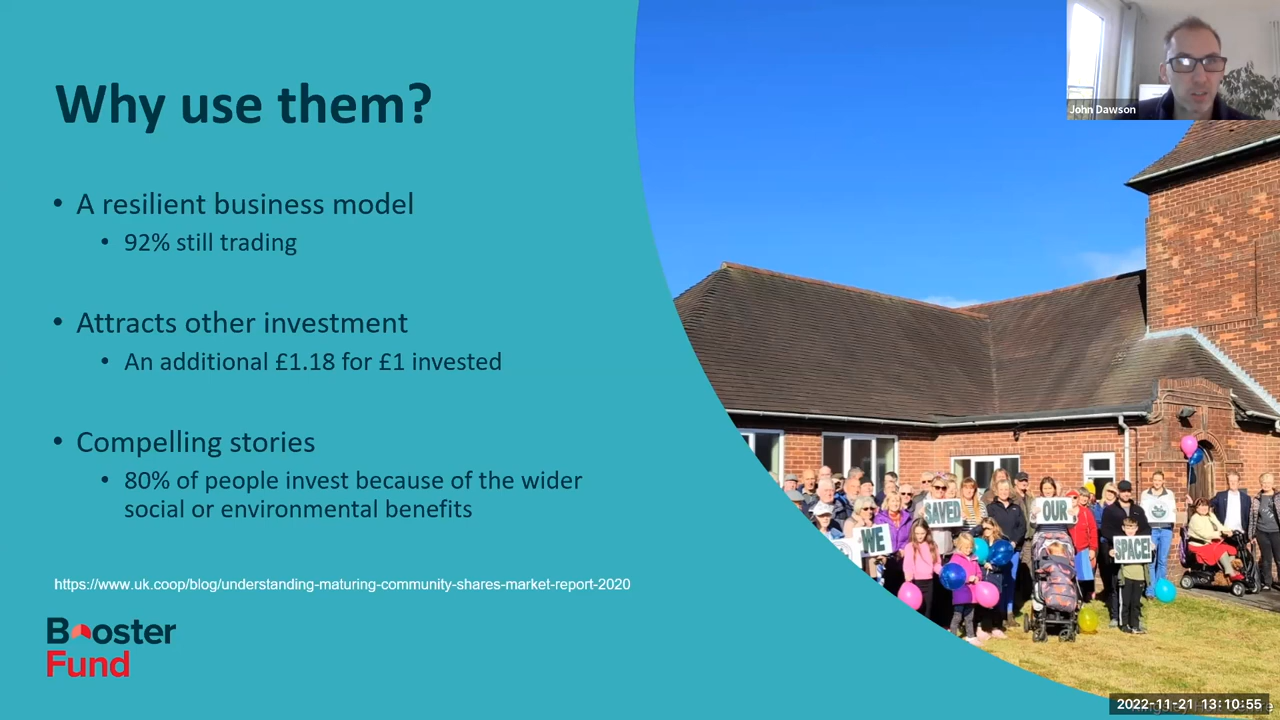 Why use them?
John Dawson
• A resilient business model
• 92% still trading
• Attracts other investment
• An additional £1.18 for £1 invested
• Compelling stories
• 80% of people invest because of the wider
social or environmental benefits
WE
SAVED
OUR
SPACE!
https://www.uk.coop/blog/understanding-maturing-community-shares-market-report-2020
Booster
Fund
2022-11-21 13:10:55